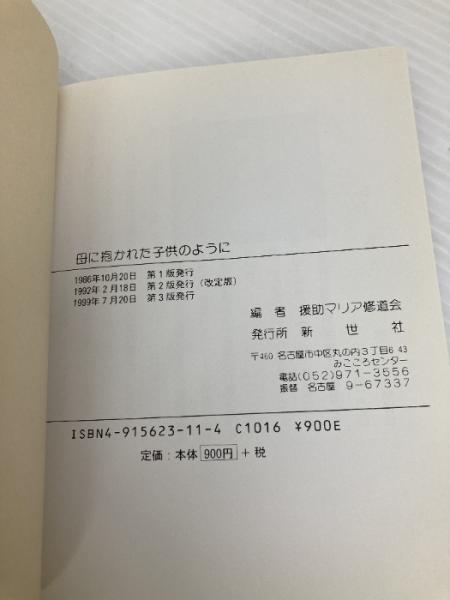 母に抱かれた子供のように
1986年10月20日 第1版発行
1992年2月18日 第2版発行(改定版)
1999年7月20日 第3版発行
編者 援助マリア修道会
発行所 新世社
〒460 名古屋市中区丸の内3丁目6 43
みこころセンター
電話(052)971-3556
振替 名古屋 9-67337
ISBN4-915623-11-4 C1016 ¥900E
定価:本体900円+税